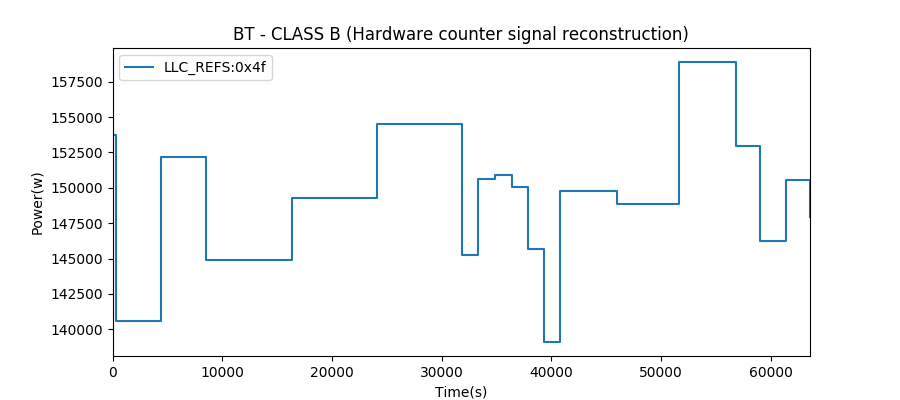 BT - CLASS B (Hardware counter signal reconstruction)
LLC_REFS:0x4f
157500
155000
152500
150000
147500
145000
142500
140000
Power(w)
0 10000 20000 30000 40000 50000 60000
Time(s)